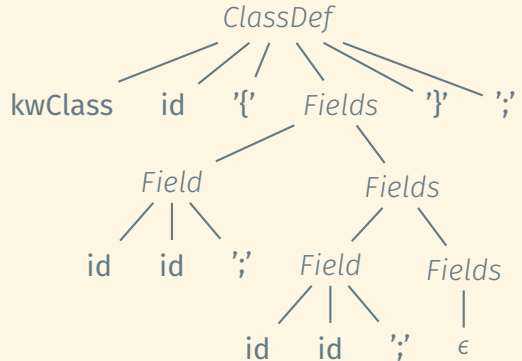 ClassDef
kwClass id ’{’ Fields ’}’ ’;’
Field Fields
id id ’;’ Field Fields
id id ’;’ ϵ